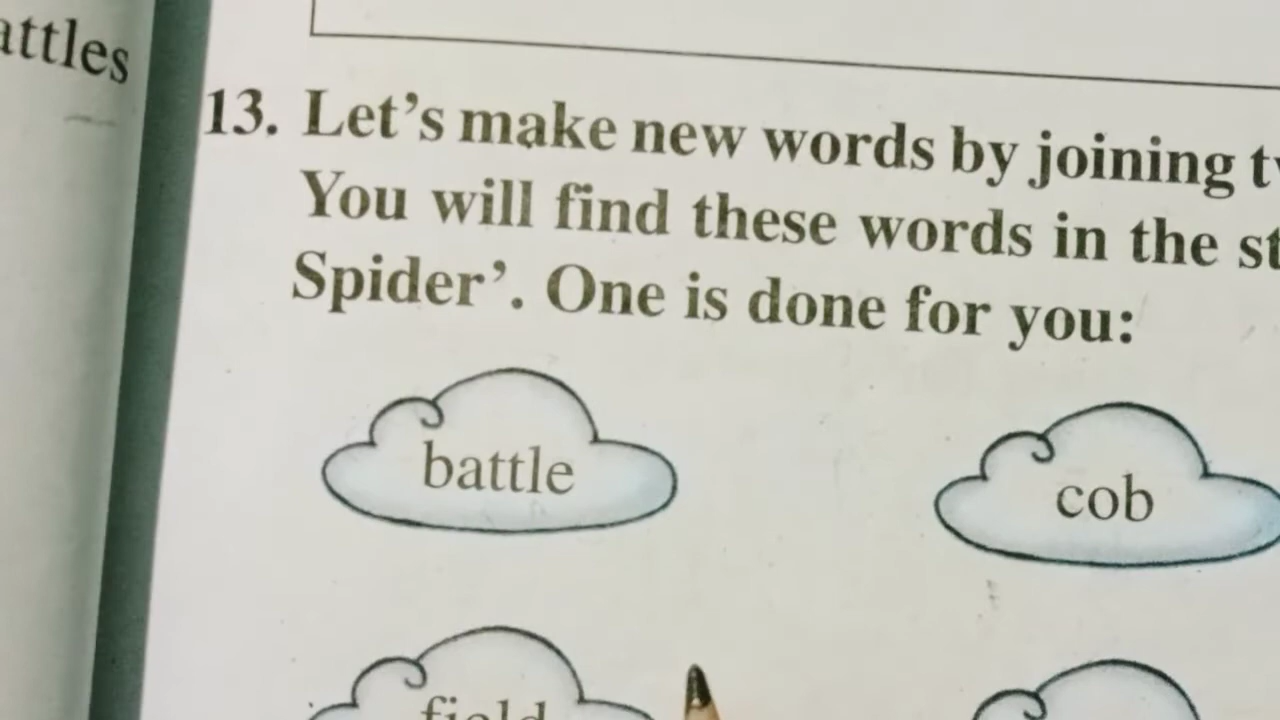 attles
13. Let's make new words by joining
You will find these words in the
Spider'. One is done for you:
battle
cob
field